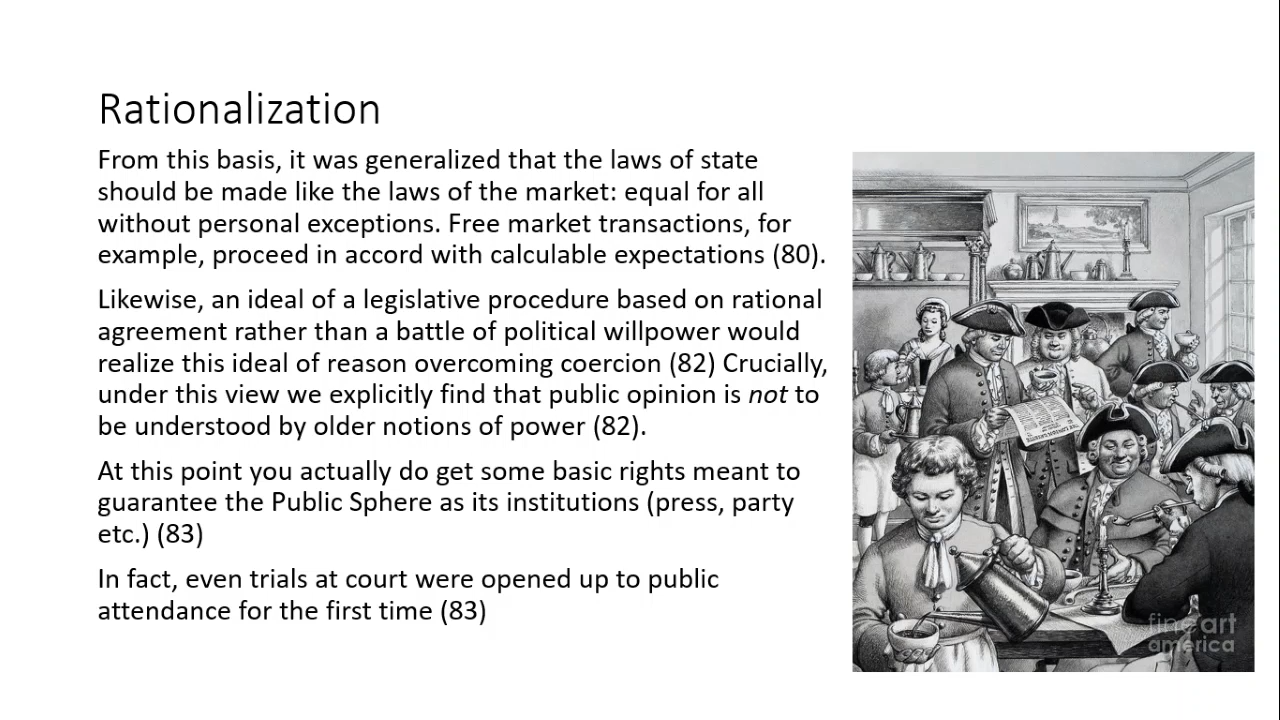 Rationalization
From this basis, it was generalized that the laws of state
should be made like the laws of the market: equal for all
without personal exceptions. Free market transactions, for
example, proceed in accord with calculable expectations (80).
Likewise, an ideal of a legislative procedure based on rational
agreement rather than a battle of political willpower would
realize this ideal of reason overcoming coercion (82) Crucially,
under this view we explicitly find that public opinion is not to
be understood by older notions of power (82).
At this point you actually do get some basic rights meant to
guarantee the Public Sphere as its institutions (press, party
etc.) (83)
In fact, even trials at court were opened up to public
attendance for the first time (83)
fine art
america